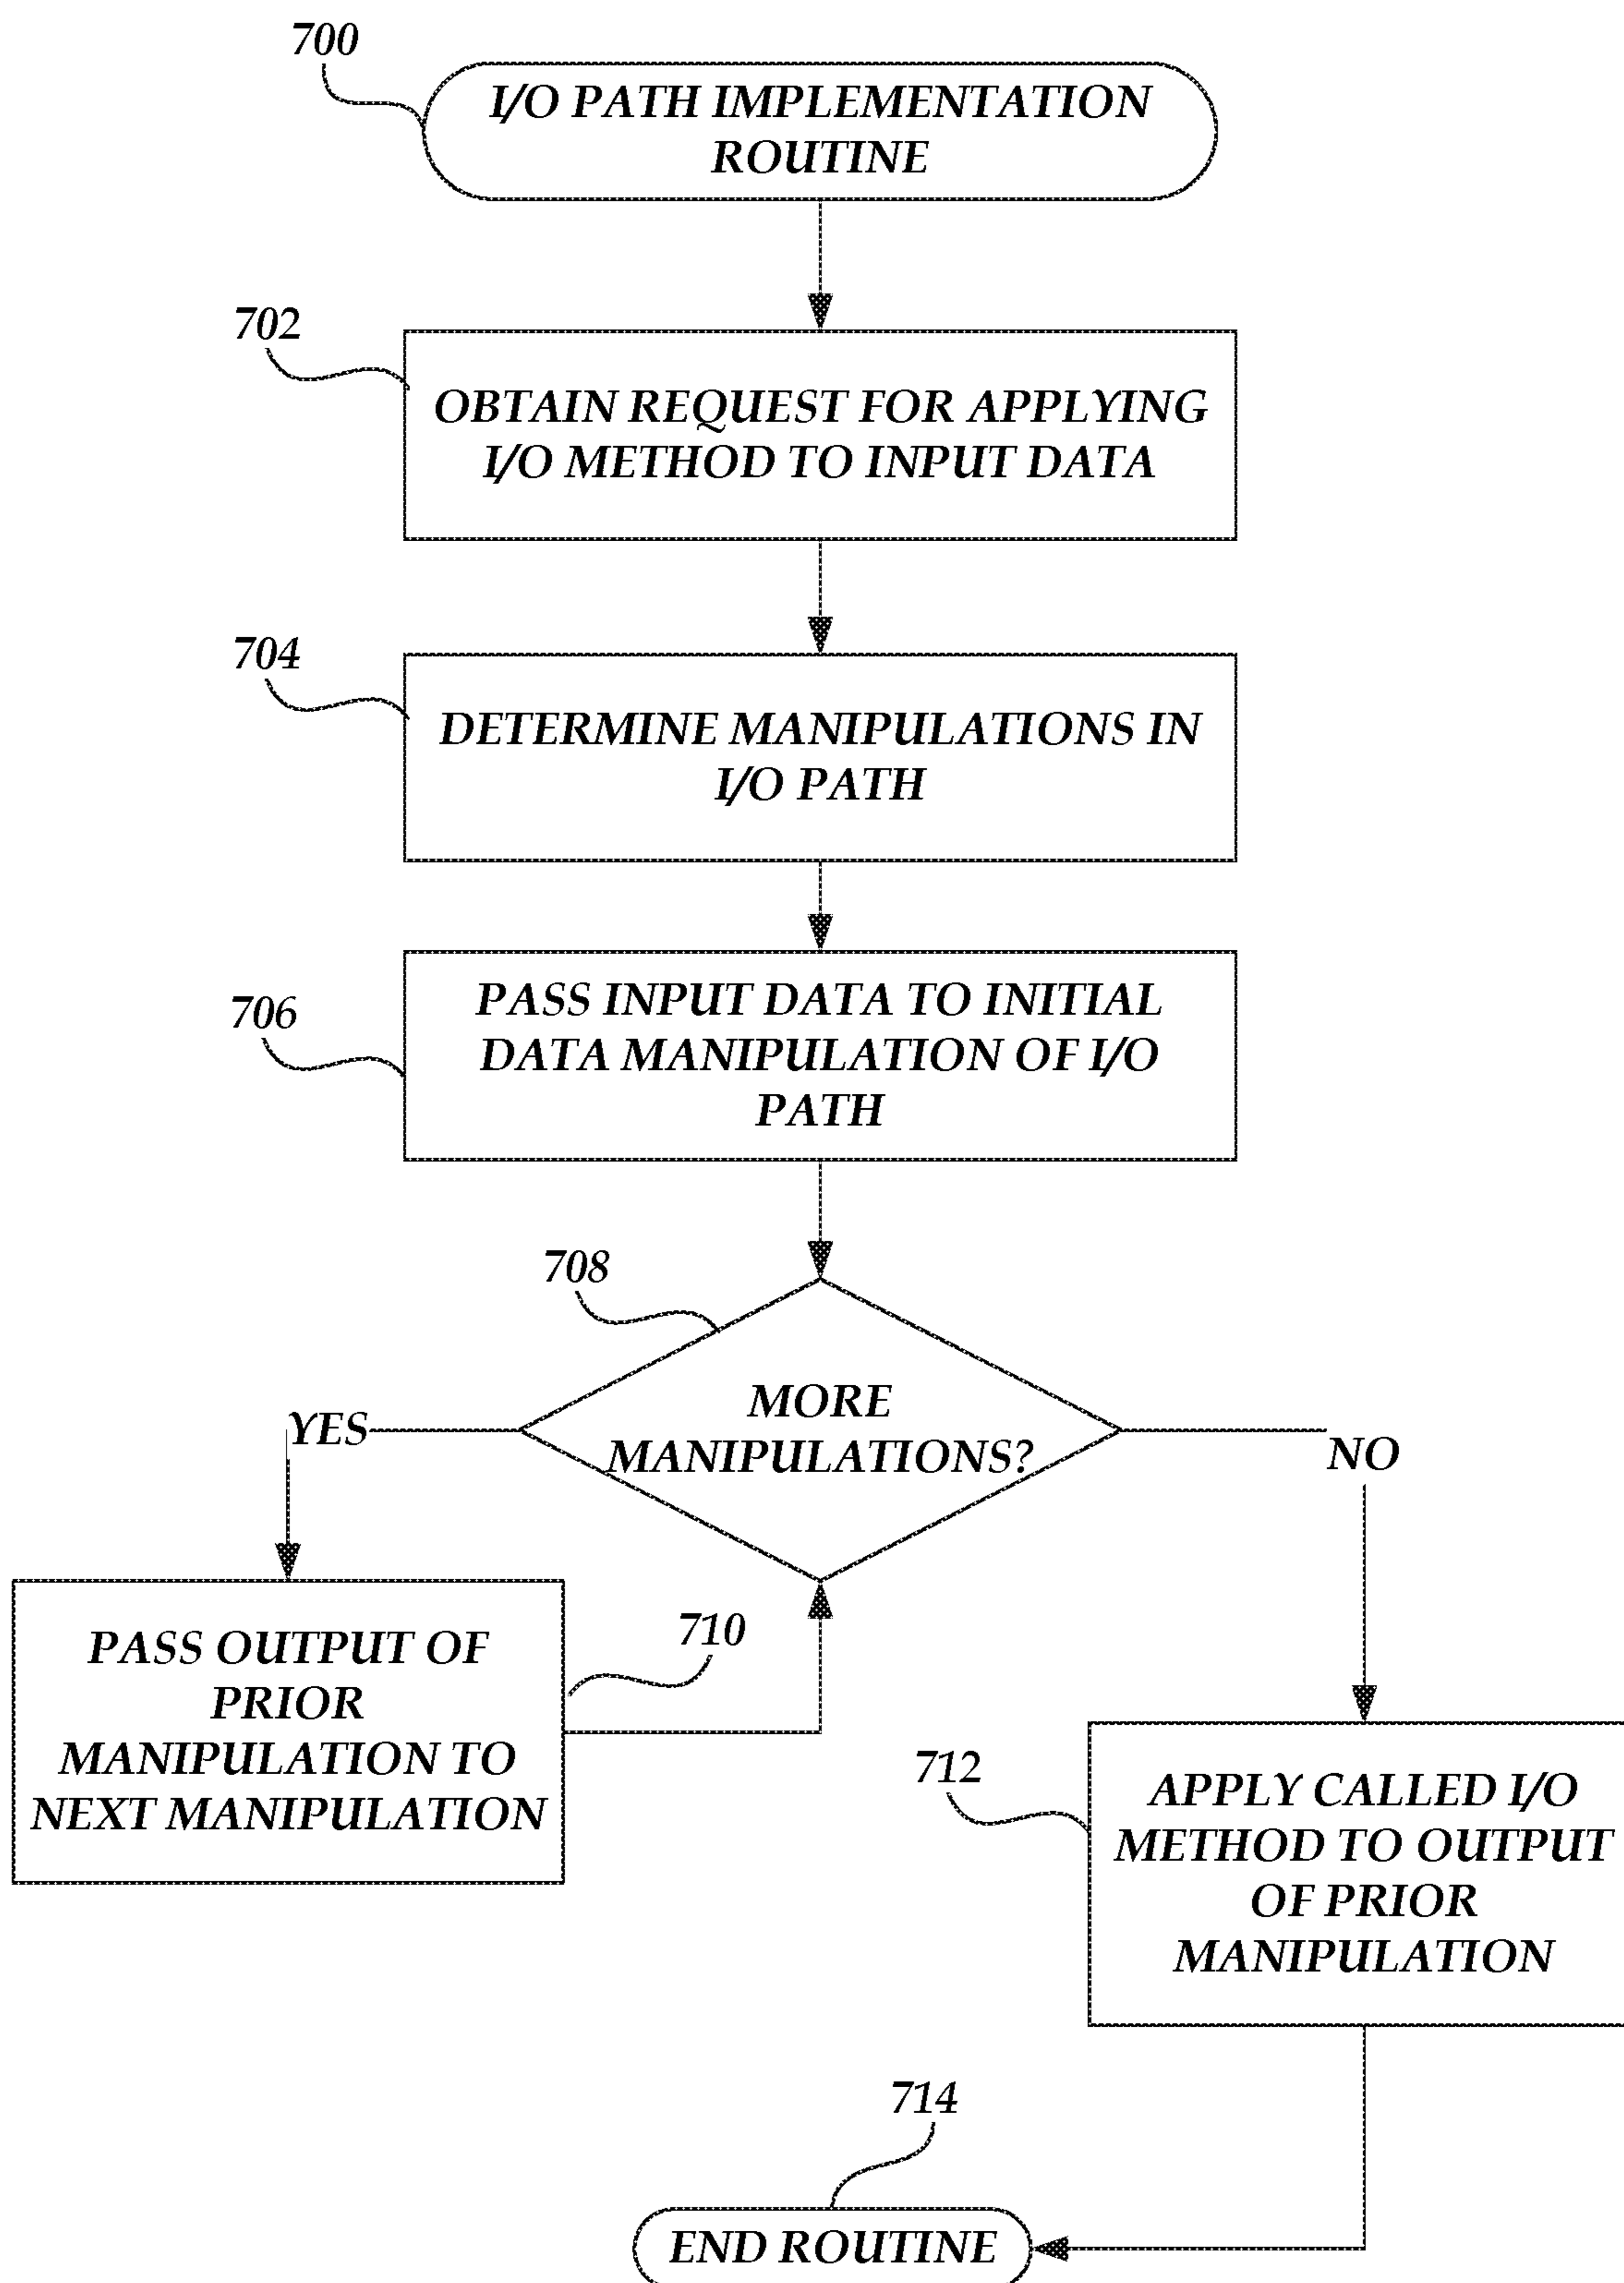 700
I/O PATH IMPLEMENTATION
ROUTINE
702
OBTAIN REQUEST FOR APPLYING
I/O METHOD TO INPUT DATA
704
DETERMINE MANIPULATIONS IN
I/O PATH
706
PASS INPUT DATA TO INITIAL
DATA MANIPULATION OF I/O
PATH
708
MORE
MANIPULATIONS?
YES
NO
PASS OUTPUT OF
PRIOR
MANIPULATION TO
NEXT MANIPULATION
710
712
APPLY CALLED I/O
METHOD TO OUTPUT
OF PRIOR
MANIPULATION
714
END ROUTINE